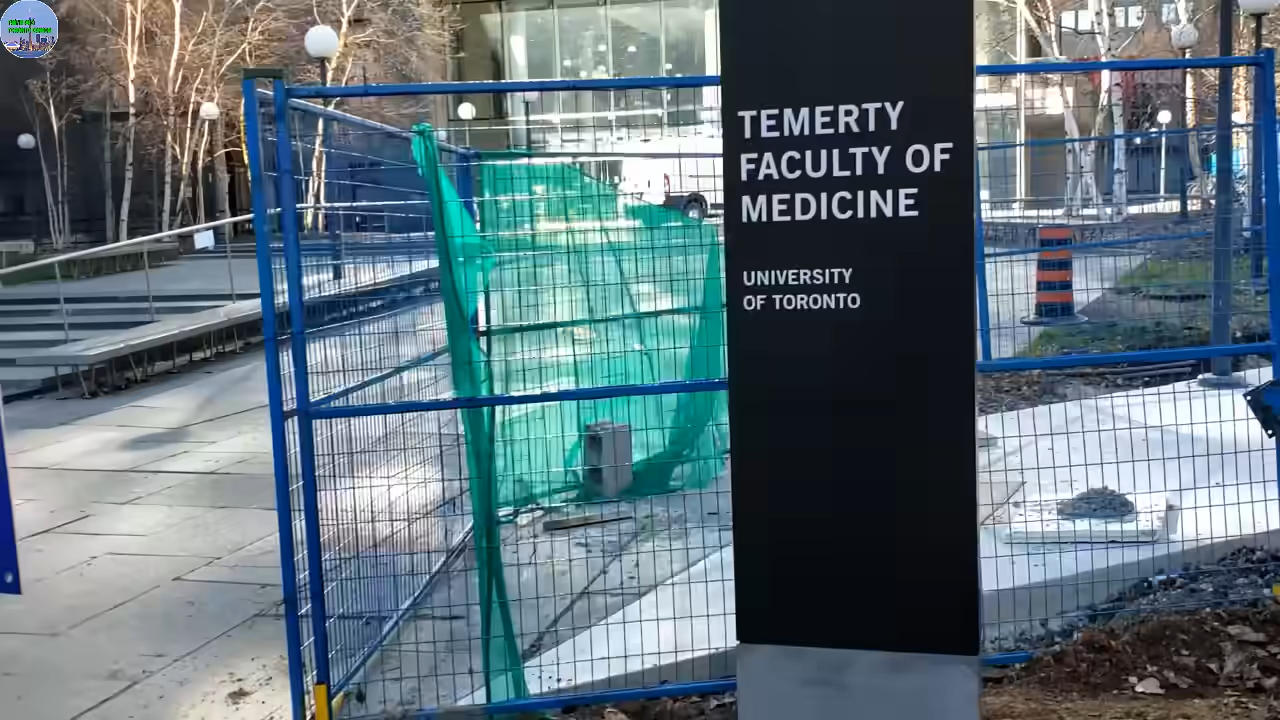 TEMERTY
FACULTY OF
MEDICINE
UNIVERSITY
OF TORONTO